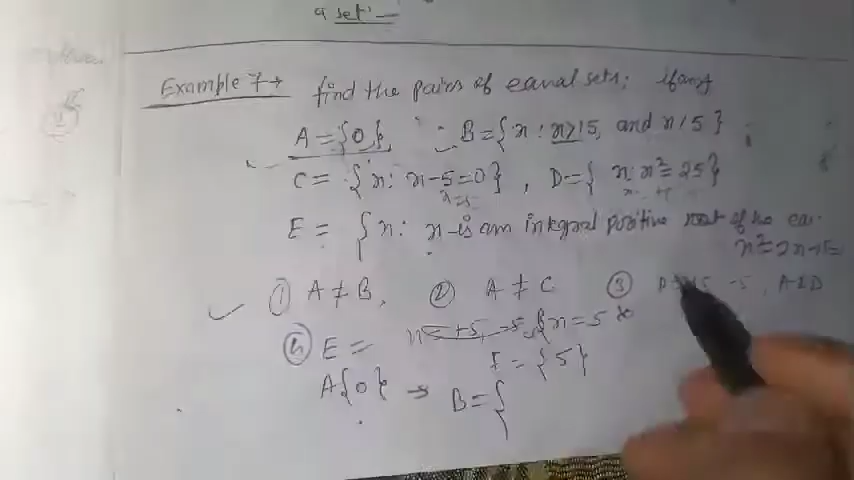 a set :—
Example 7→ find the pairs of equal sets; if any
A = {0}, B = {x : x>15, and x<5} ;
C = {x : x-5=0}, D = {x : x² = 25}
x=5
E = {x : x is an integral positive root of the eq.
x² - 2x - 15 =
① A ≠ B, ② A ≠ C ③ -5, A ≠ D
④ E = {x = 5
E = {5}
A{0} → B = {